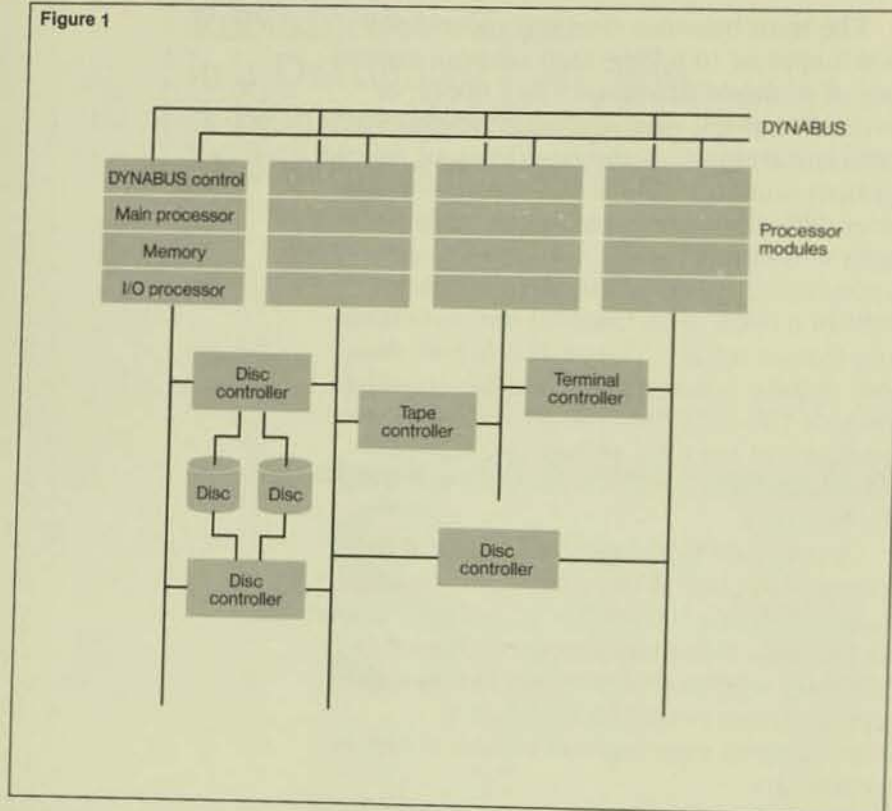 Figure 1
DYNABUS
DYNABUS control
Main processor
Memory
I/O processor
Processor
modules
Disc
controller
Terminal
controller
Tape
controller
Disc
Disc
Disc
controller
Disc
controller